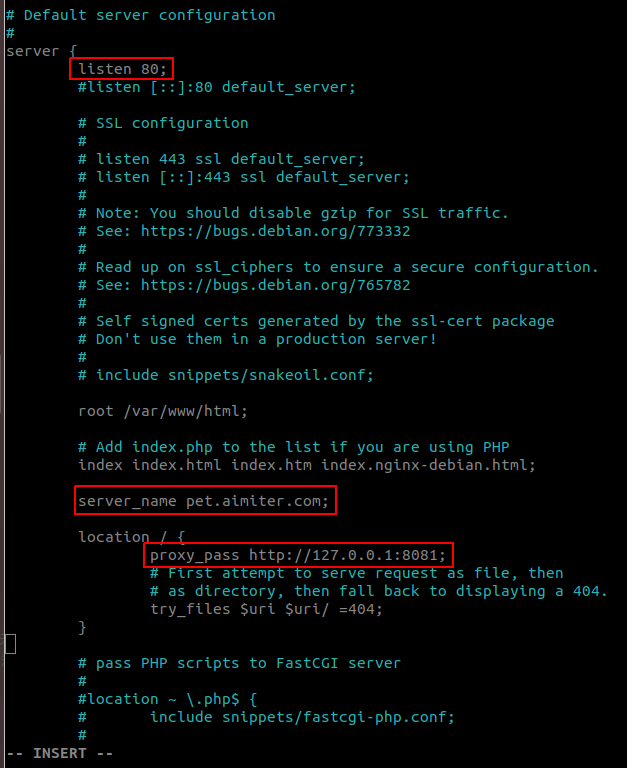 # Default server configuration
#
server {
listen 80;
#listen [::]:80 default_server;
# SSL configuration
#
# listen 443 ssl default_server;
# listen [::]:443 ssl default_server;
#
# Note: You should disable gzip for SSL traffic.
# See: https://bugs.debian.org/773332
#
# Read up on ssl_ciphers to ensure a secure configuration.
# See: https://bugs.debian.org/765782
#
# Self signed certs generated by the ssl-cert package
# Don't use them in a production server!
#
# include snippets/snakeoil.conf;
root /var/www/html;
# Add index.php to the list if you are using PHP
index index.html index.htm index.nginx-debian.html;
server_name pet.aimiter.com;
location / {
proxy_pass http://127.0.0.1:8081;
# First attempt to serve request as file, then
# as directory, then fall back to displaying a 404.
try_files $uri $uri/ =404;
}
# pass PHP scripts to FastCGI server
#
#location ~ \.php$ {
#       include snippets/fastcgi-php.conf;
#
-- INSERT --